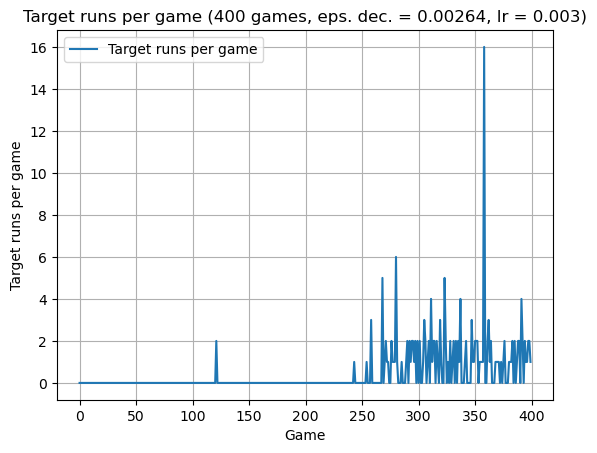 Target runs per game (400 games, eps. dec. = 0.00264, lr = 0.003)
Target runs per game
16
14
12
10
8
6
4
2
0
Target runs per game
0 50 100 150 200 250 300 350 400
Game